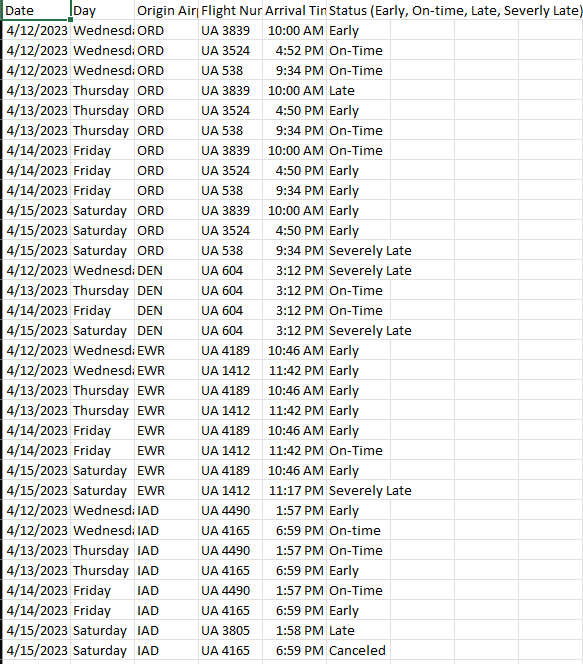 Date Day Origin Air Flight Nur Arrival Tin Status (Early, On-time, Late, Severly Late)
4/12/2023 Wednesda ORD UA 3839 10:00 AM Early
4/12/2023 Wednesda ORD UA 3524 4:52 PM On-Time
4/12/2023 Wednesda ORD UA 538 9:34 PM On-Time
4/13/2023 Thursday ORD UA 3839 10:00 AM Late
4/13/2023 Thursday ORD UA 3524 4:50 PM Early
4/13/2023 Thursday ORD UA 538 9:34 PM On-Time
4/14/2023 Friday ORD UA 3839 10:00 AM On-Time
4/14/2023 Friday ORD UA 3524 4:50 PM Early
4/14/2023 Friday ORD UA 538 9:34 PM Early
4/15/2023 Saturday ORD UA 3839 10:00 AM Early
4/15/2023 Saturday ORD UA 3524 4:50 PM Early
4/15/2023 Saturday ORD UA 538 9:34 PM Severely Late
4/12/2023 Wednesda DEN UA 604 3:12 PM Severely Late
4/13/2023 Thursday DEN UA 604 3:12 PM On-Time
4/14/2023 Friday DEN UA 604 3:12 PM On-Time
4/15/2023 Saturday DEN UA 604 3:12 PM Severely Late
4/12/2023 Wednesda EWR UA 4189 10:46 AM Early
4/12/2023 Wednesda EWR UA 1412 11:42 PM Early
4/13/2023 Thursday EWR UA 4189 10:46 AM Early
4/13/2023 Thursday EWR UA 1412 11:42 PM Early
4/14/2023 Friday EWR UA 4189 10:46 AM Early
4/14/2023 Friday EWR UA 1412 11:42 PM On-Time
4/15/2023 Saturday EWR UA 4189 10:46 AM Early
4/15/2023 Saturday EWR UA 1412 11:17 PM Severely Late
4/12/2023 Wednesda IAD UA 4490 1:57 PM Early
4/12/2023 Wednesda IAD UA 4165 6:59 PM On-time
4/13/2023 Thursday IAD UA 4490 1:57 PM On-Time
4/13/2023 Thursday IAD UA 4165 6:59 PM Early
4/14/2023 Friday IAD UA 4490 1:57 PM On-Time
4/14/2023 Friday IAD UA 4165 6:59 PM Early
4/15/2023 Saturday IAD UA 3805 1:58 PM Late
4/15/2023 Saturday IAD UA 4165 6:59 PM Canceled